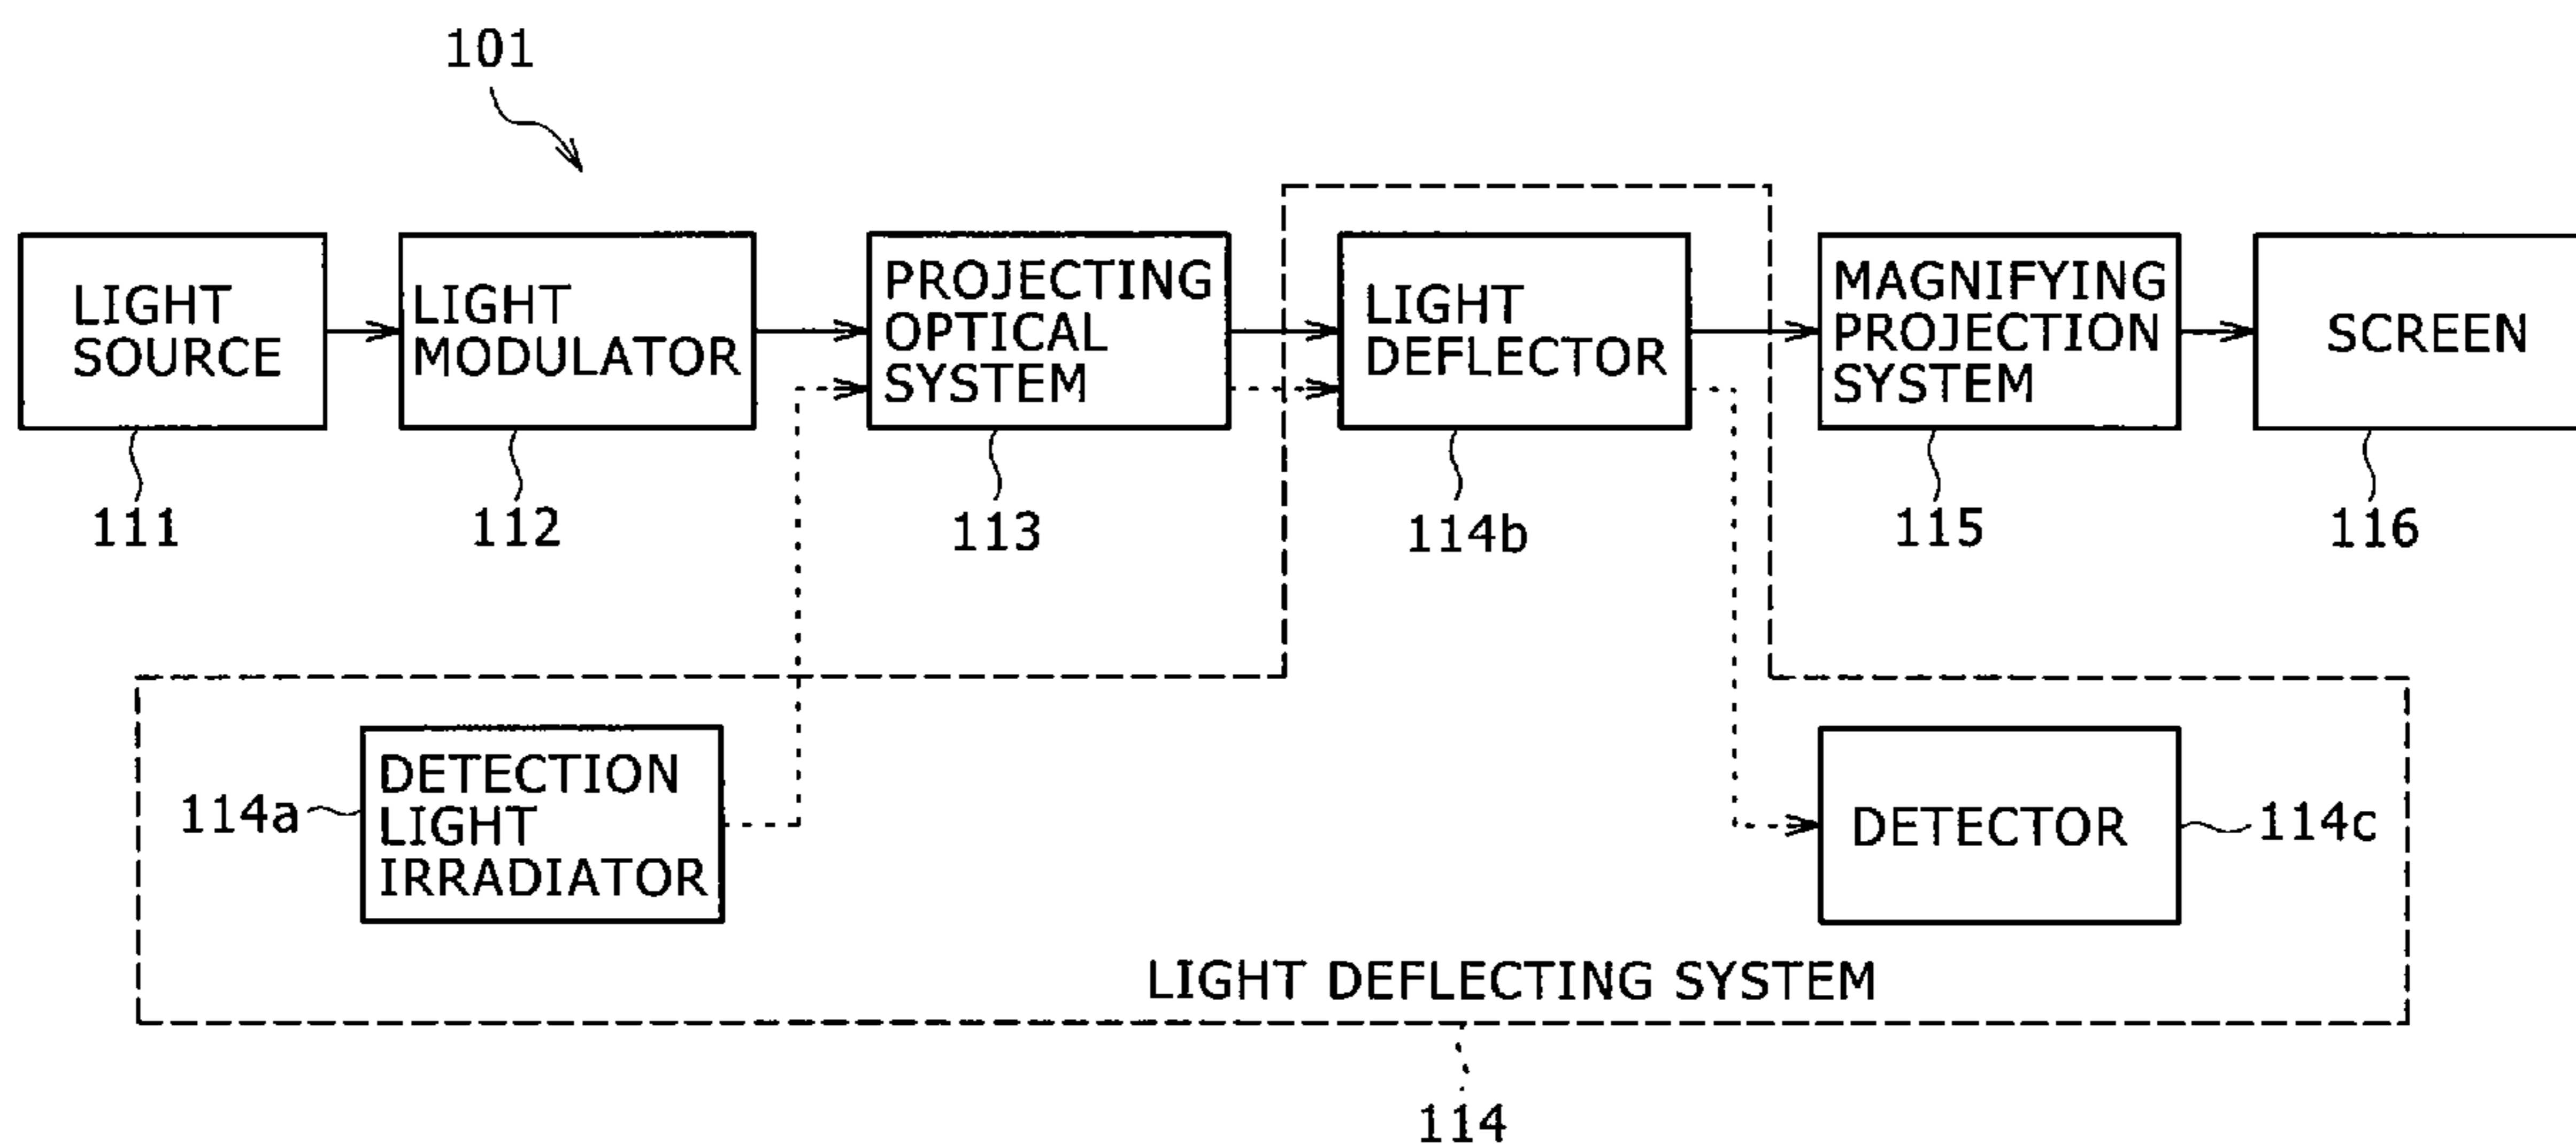 101
LIGHT
SOURCE
LIGHT
MODULATOR
PROJECTING
OPTICAL
SYSTEM
LIGHT
DEFLECTOR
MAGNIFYING
PROJECTION
SYSTEM
SCREEN
111
112
113
114b
115
116
114a
DETECTION
LIGHT
IRRADIATOR
DETECTOR
114c
LIGHT DEFLECTING SYSTEM
114